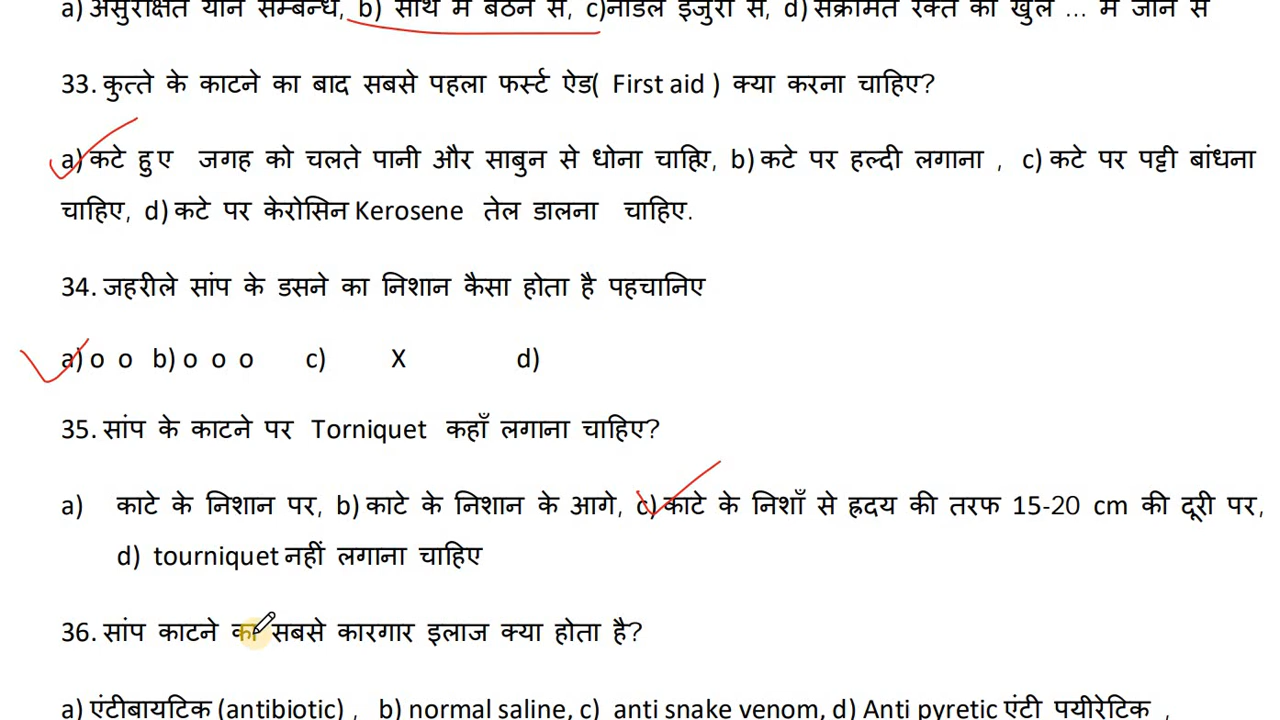 a) असुरक्षित यौन सम्बन्ध, b) साथ में बैठने से, c)नीडल इंजुरी से, d) संक्रमित रक्त का खुले ... में जाने से
33. कुत्ते के काटने का बाद सबसे पहला फर्स्ट ऐड( First aid ) क्या करना चाहिए?
a) कटे हुए जगह को चलते पानी और साबुन से धोना चाहिए, b) कटे पर हल्दी लगाना , c) कटे पर पट्टी बांधना
चाहिए, d) कटे पर केरोसिन Kerosene तेल डालना चाहिए.
34. जहरीले सांप के डसने का निशान कैसा होता है पहचानिए
a) o o b) o o o c) X d)
35. सांप के काटने पर Torniquet कहाँ लगाना चाहिए?
a) काटे के निशान पर, b) काटे के निशान के आगे, c) काटे के निशाँ से ह्रदय की तरफ 15-20 cm की दूरी पर,
d) tourniquet नहीं लगाना चाहिए
36. सांप काटने का सबसे कारगार इलाज क्या होता है?
a) एंटीबायटिक (antibiotic) , b) normal saline, c) anti snake venom, d) Anti pyretic एंटी पयीरेटिक ,